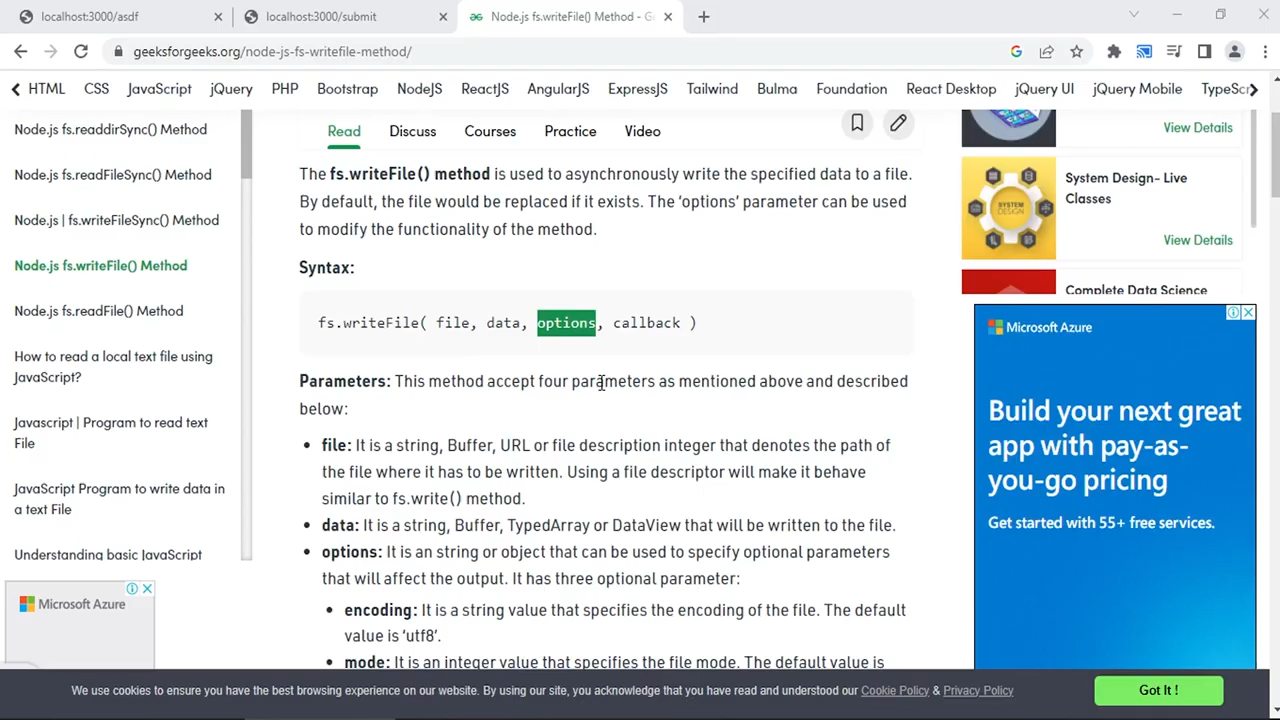 localhost:3000/asdf
localhost:3000/submit
Node.js fs.writeFile() Method - G
geeksforgeeks.org/node-js-fs-writefile-method/
HTML CSS JavaScript jQuery PHP Bootstrap NodeJS ReactJS AngularJS ExpressJS Tailwind Bulma Foundation React Desktop jQuery UI jQuery Mobile TypeScr
Node.js fs.readdirSync() Method
Node.js fs.readFileSync() Method
Node.js | fs.writeFileSync() Method
Node.js fs.writeFile() Method
Node.js fs.readFile() Method
How to read a local text file using
JavaScript?
Javascript | Program to read text
File
JavaScript Program to write data in
a text File
Understanding basic JavaScript
Microsoft Azure
Read Discuss Courses Practice Video
The fs.writeFile() method is used to asynchronously write the specified data to a file.
By default, the file would be replaced if it exists. The ‘options’ parameter can be used
to modify the functionality of the method.
Syntax:
fs.writeFile( file, data, options, callback )
Parameters: This method accept four parameters as mentioned above and described
below:
• file: It is a string, Buffer, URL or file description integer that denotes the path of
the file where it has to be written. Using a file descriptor will make it behave
similar to fs.write() method.
• data: It is a string, Buffer, TypedArray or DataView that will be written to the file.
• options: It is an string or object that can be used to specify optional parameters
that will affect the output. It has three optional parameter:
• encoding: It is a string value that specifies the encoding of the file. The default
value is ‘utf8’.
• mode: It is an integer value that specifies the file mode. The default value is
View Details
System Design- Live
Classes
SYSTEM
DESIGN
View Details
Complete Data Science
Microsoft Azure
Build your next great
app with pay-as-
you-go pricing
Get started with 55+ free services.
We use cookies to ensure you have the best browsing experience on our website. By using our site, you acknowledge that you have read and understood our Cookie Policy & Privacy Policy
Got It !